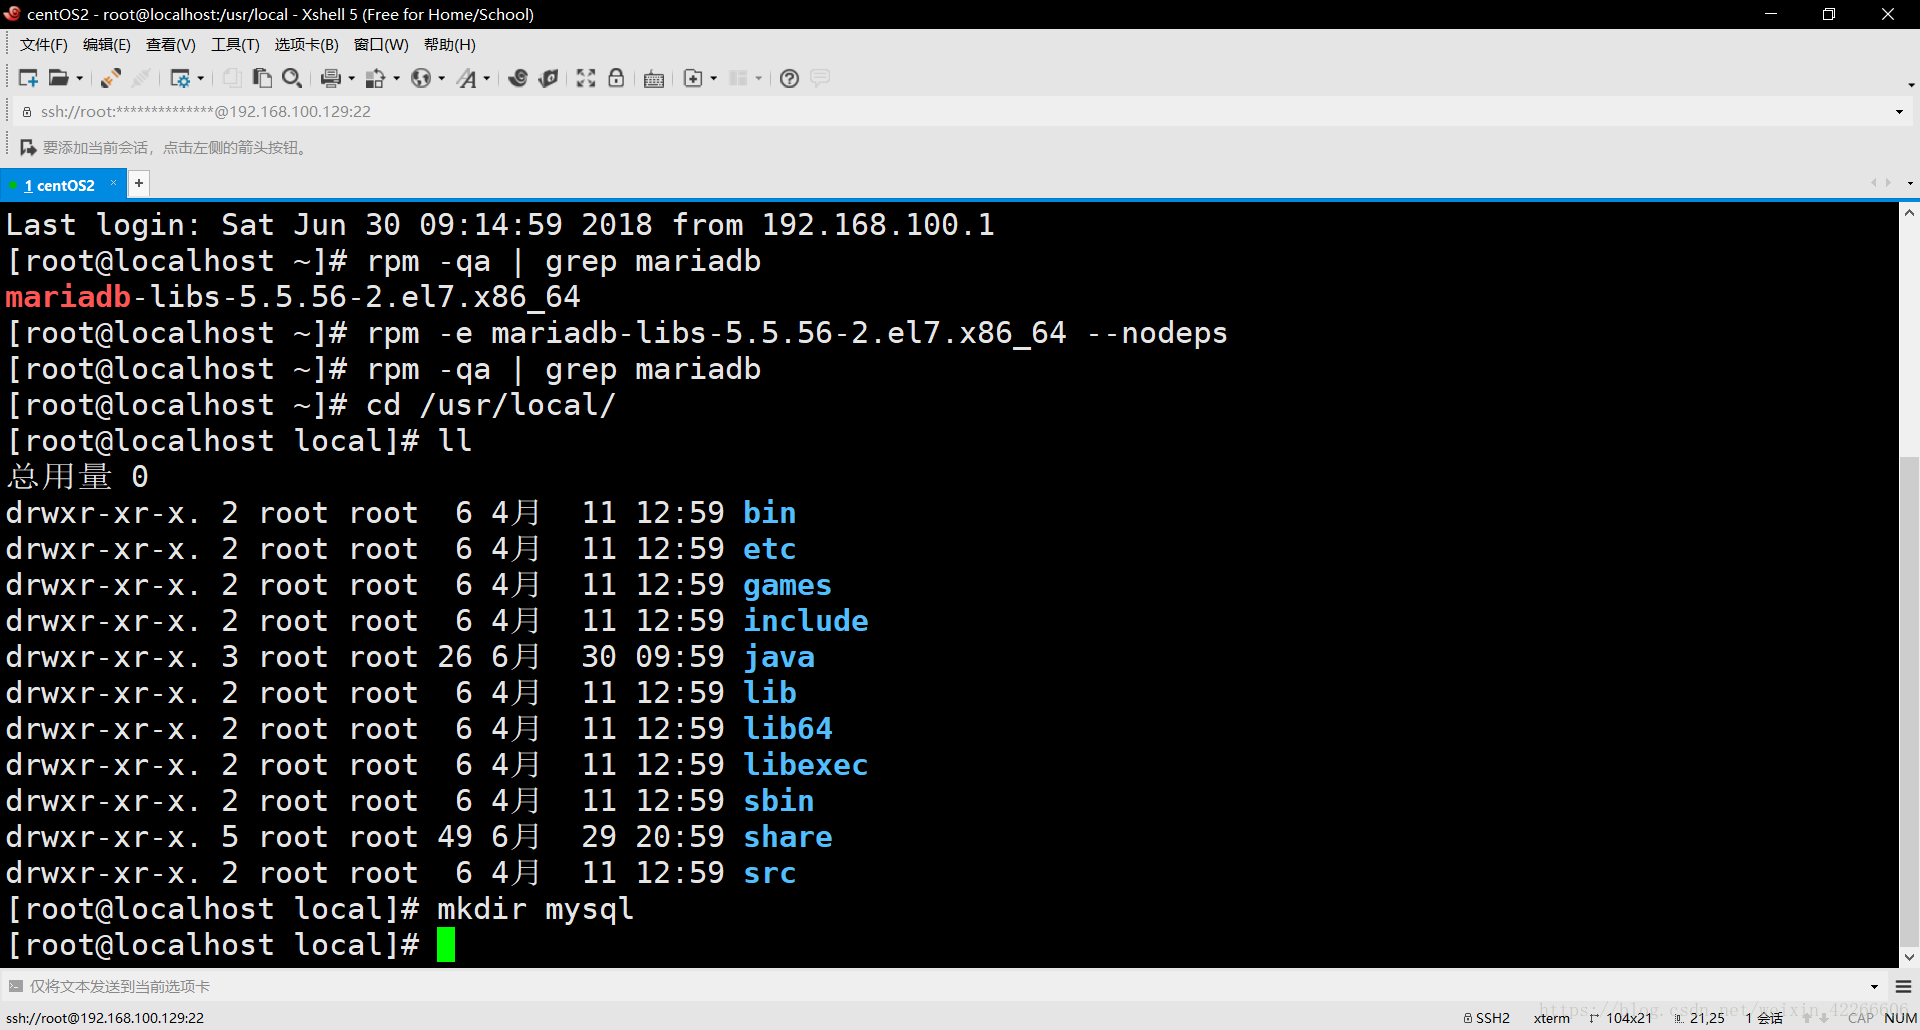 centOS2 - root@localhost:/usr/local - Xshell 5 (Free for Home/School)
文件(F) 编辑(E) 查看(V) 工具(T) 选项卡(B) 窗口(W) 帮助(H)
ssh://root:**************@192.168.100.129:22
要添加当前会话，点击左侧的箭头按钮。
1 centOS2 × +
Last login: Sat Jun 30 09:14:59 2018 from 192.168.100.1
[root@localhost ~]# rpm -qa | grep mariadb
mariadb-libs-5.5.56-2.el7.x86_64
[root@localhost ~]# rpm -e mariadb-libs-5.5.56-2.el7.x86_64 --nodeps
[root@localhost ~]# rpm -qa | grep mariadb
[root@localhost ~]# cd /usr/local/
[root@localhost local]# ll
总用量 0
drwxr-xr-x. 2 root root  6 4月  11 12:59 bin
drwxr-xr-x. 2 root root  6 4月  11 12:59 etc
drwxr-xr-x. 2 root root  6 4月  11 12:59 games
drwxr-xr-x. 2 root root  6 4月  11 12:59 include
drwxr-xr-x. 3 root root 26 6月  30 09:59 java
drwxr-xr-x. 2 root root  6 4月  11 12:59 lib
drwxr-xr-x. 2 root root  6 4月  11 12:59 lib64
drwxr-xr-x. 2 root root  6 4月  11 12:59 libexec
drwxr-xr-x. 2 root root  6 4月  11 12:59 sbin
drwxr-xr-x. 5 root root 49 6月  29 20:59 share
drwxr-xr-x. 2 root root  6 4月  11 12:59 src
[root@localhost local]# mkdir mysql
[root@localhost local]#
仅将文本发送到当前选项卡
https://blog.csdn.net/weixin_42266606
ssh://root@192.168.100.129:22 SSH2 xterm 104x21 21,25 1 会话 CAP NUM